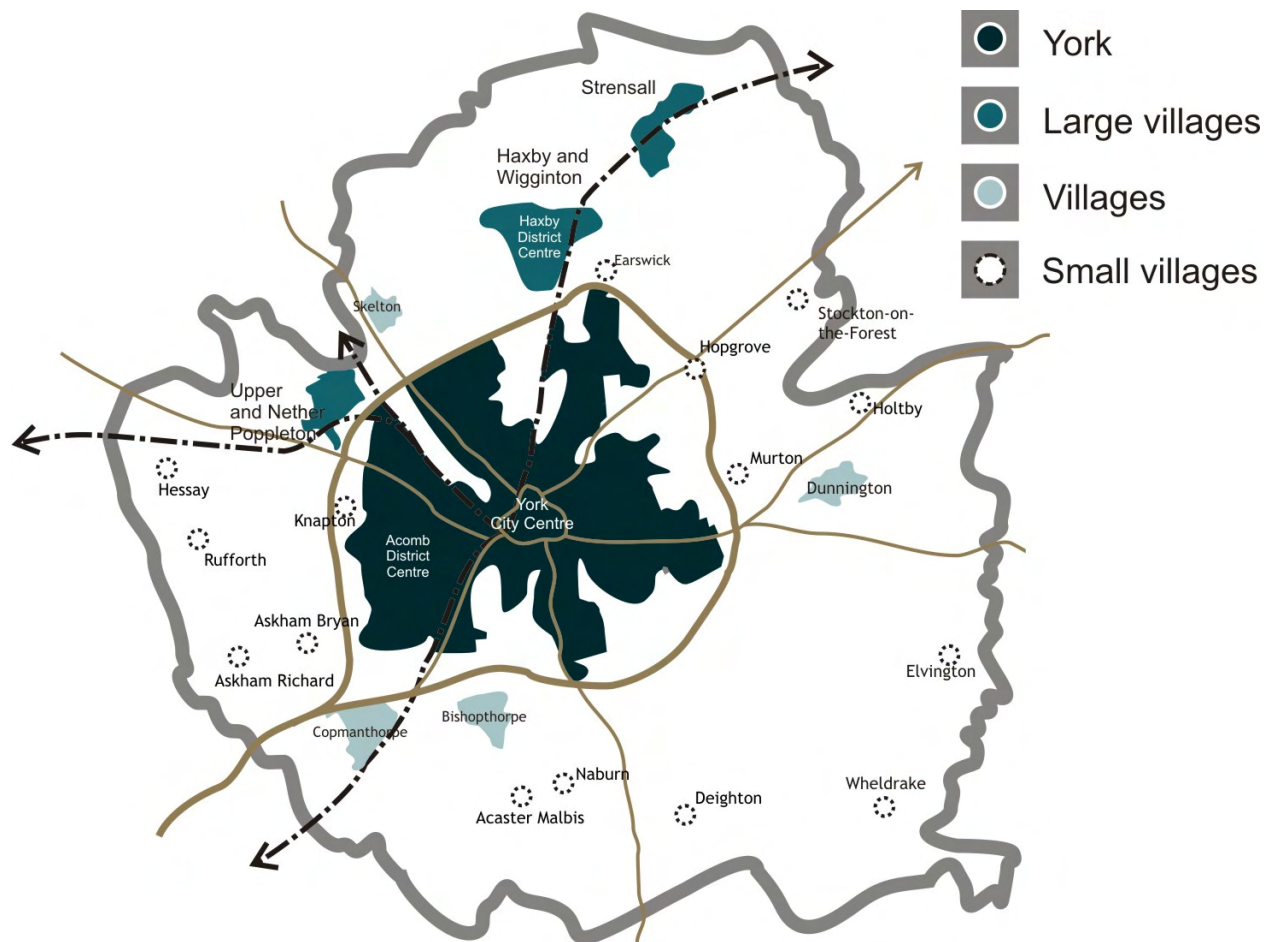 York
Large villages
Villages
Small villages
Strensall
Haxby and
Wigginton
Haxby
District
Centre
Earswick
Skelton
Stockton-on-
the-Forest
Hopgrove
Upper
and Nether
Poppleton
Holtby
Murton
Hessay
Dunnington
Knapton
York
City Centre
Rufforth
Acomb
District
Centre
Askham Bryan
Askham Richard
Elvington
Copmanthorpe
Bishopthorpe
Naburn
Acaster Malbis
Deighton
Wheldrake